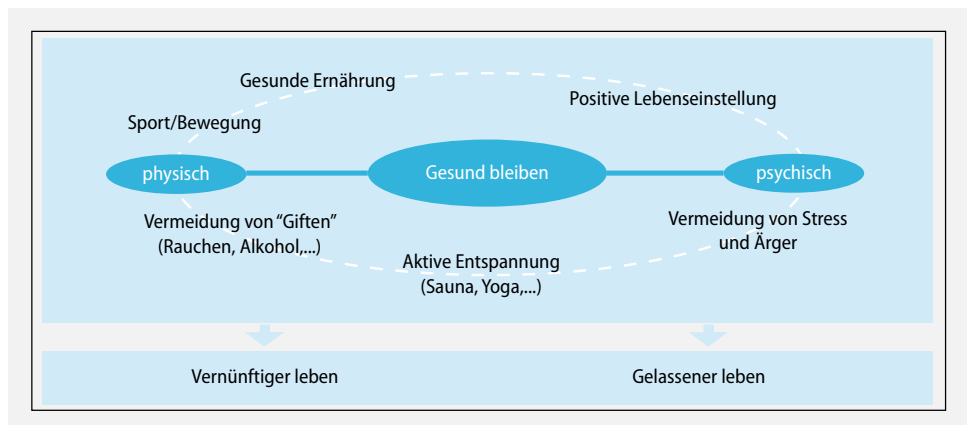 Gesunde Ernährung
Positive Lebenseinstellung
Sport/Bewegung
physisch
Gesund bleiben
psychisch
Vermeidung von “Giften”
(Rauchen, Alkohol,...)
Vermeidung von Stress
und Ärger
Aktive Entspannung
(Sauna, Yoga,...)
Vernünftiger leben
Gelassener leben